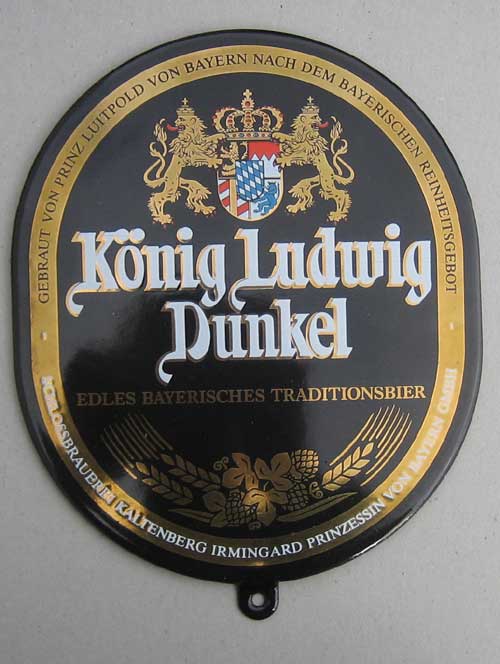 GEBRAUT VON PRINZ LUITPOLD VON BAYERN NACH DEM BAYERISCHEN REINHEITSGEBOT
König Ludwig
Dunkel
EDLES BAYERISCHES TRADITIONSBIER
SCHLOSSBRAUEREI KALTENBERG IRMINGARD PRINZESSIN VON BAYERN GMBH